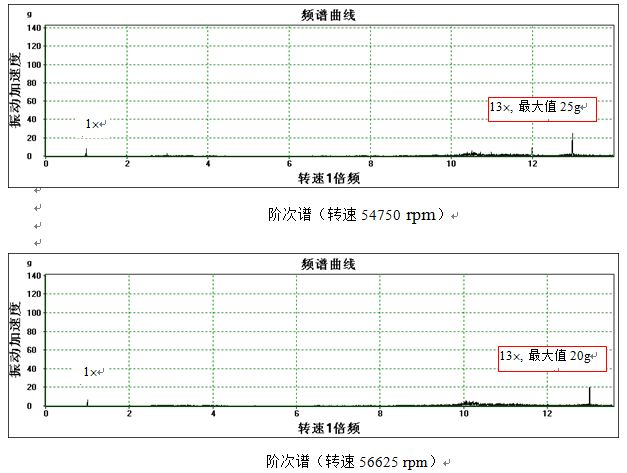 频谱曲线
g
140
120
100
80
60
40
20
0
振动加速度
1×↵
13×, 最大值 25g↵
0 2 4 6 8 10 12
转速1倍频
↵
↵
↵
↵
阶次谱（转速 54750 rpm）↵
频谱曲线
g
140
120
100
80
60
40
20
0
振动加速度
1×↵
13×, 最大值 20g↵
0 2 4 6 8 10 12
转速1倍频
阶次谱（转速 56625 rpm）↵